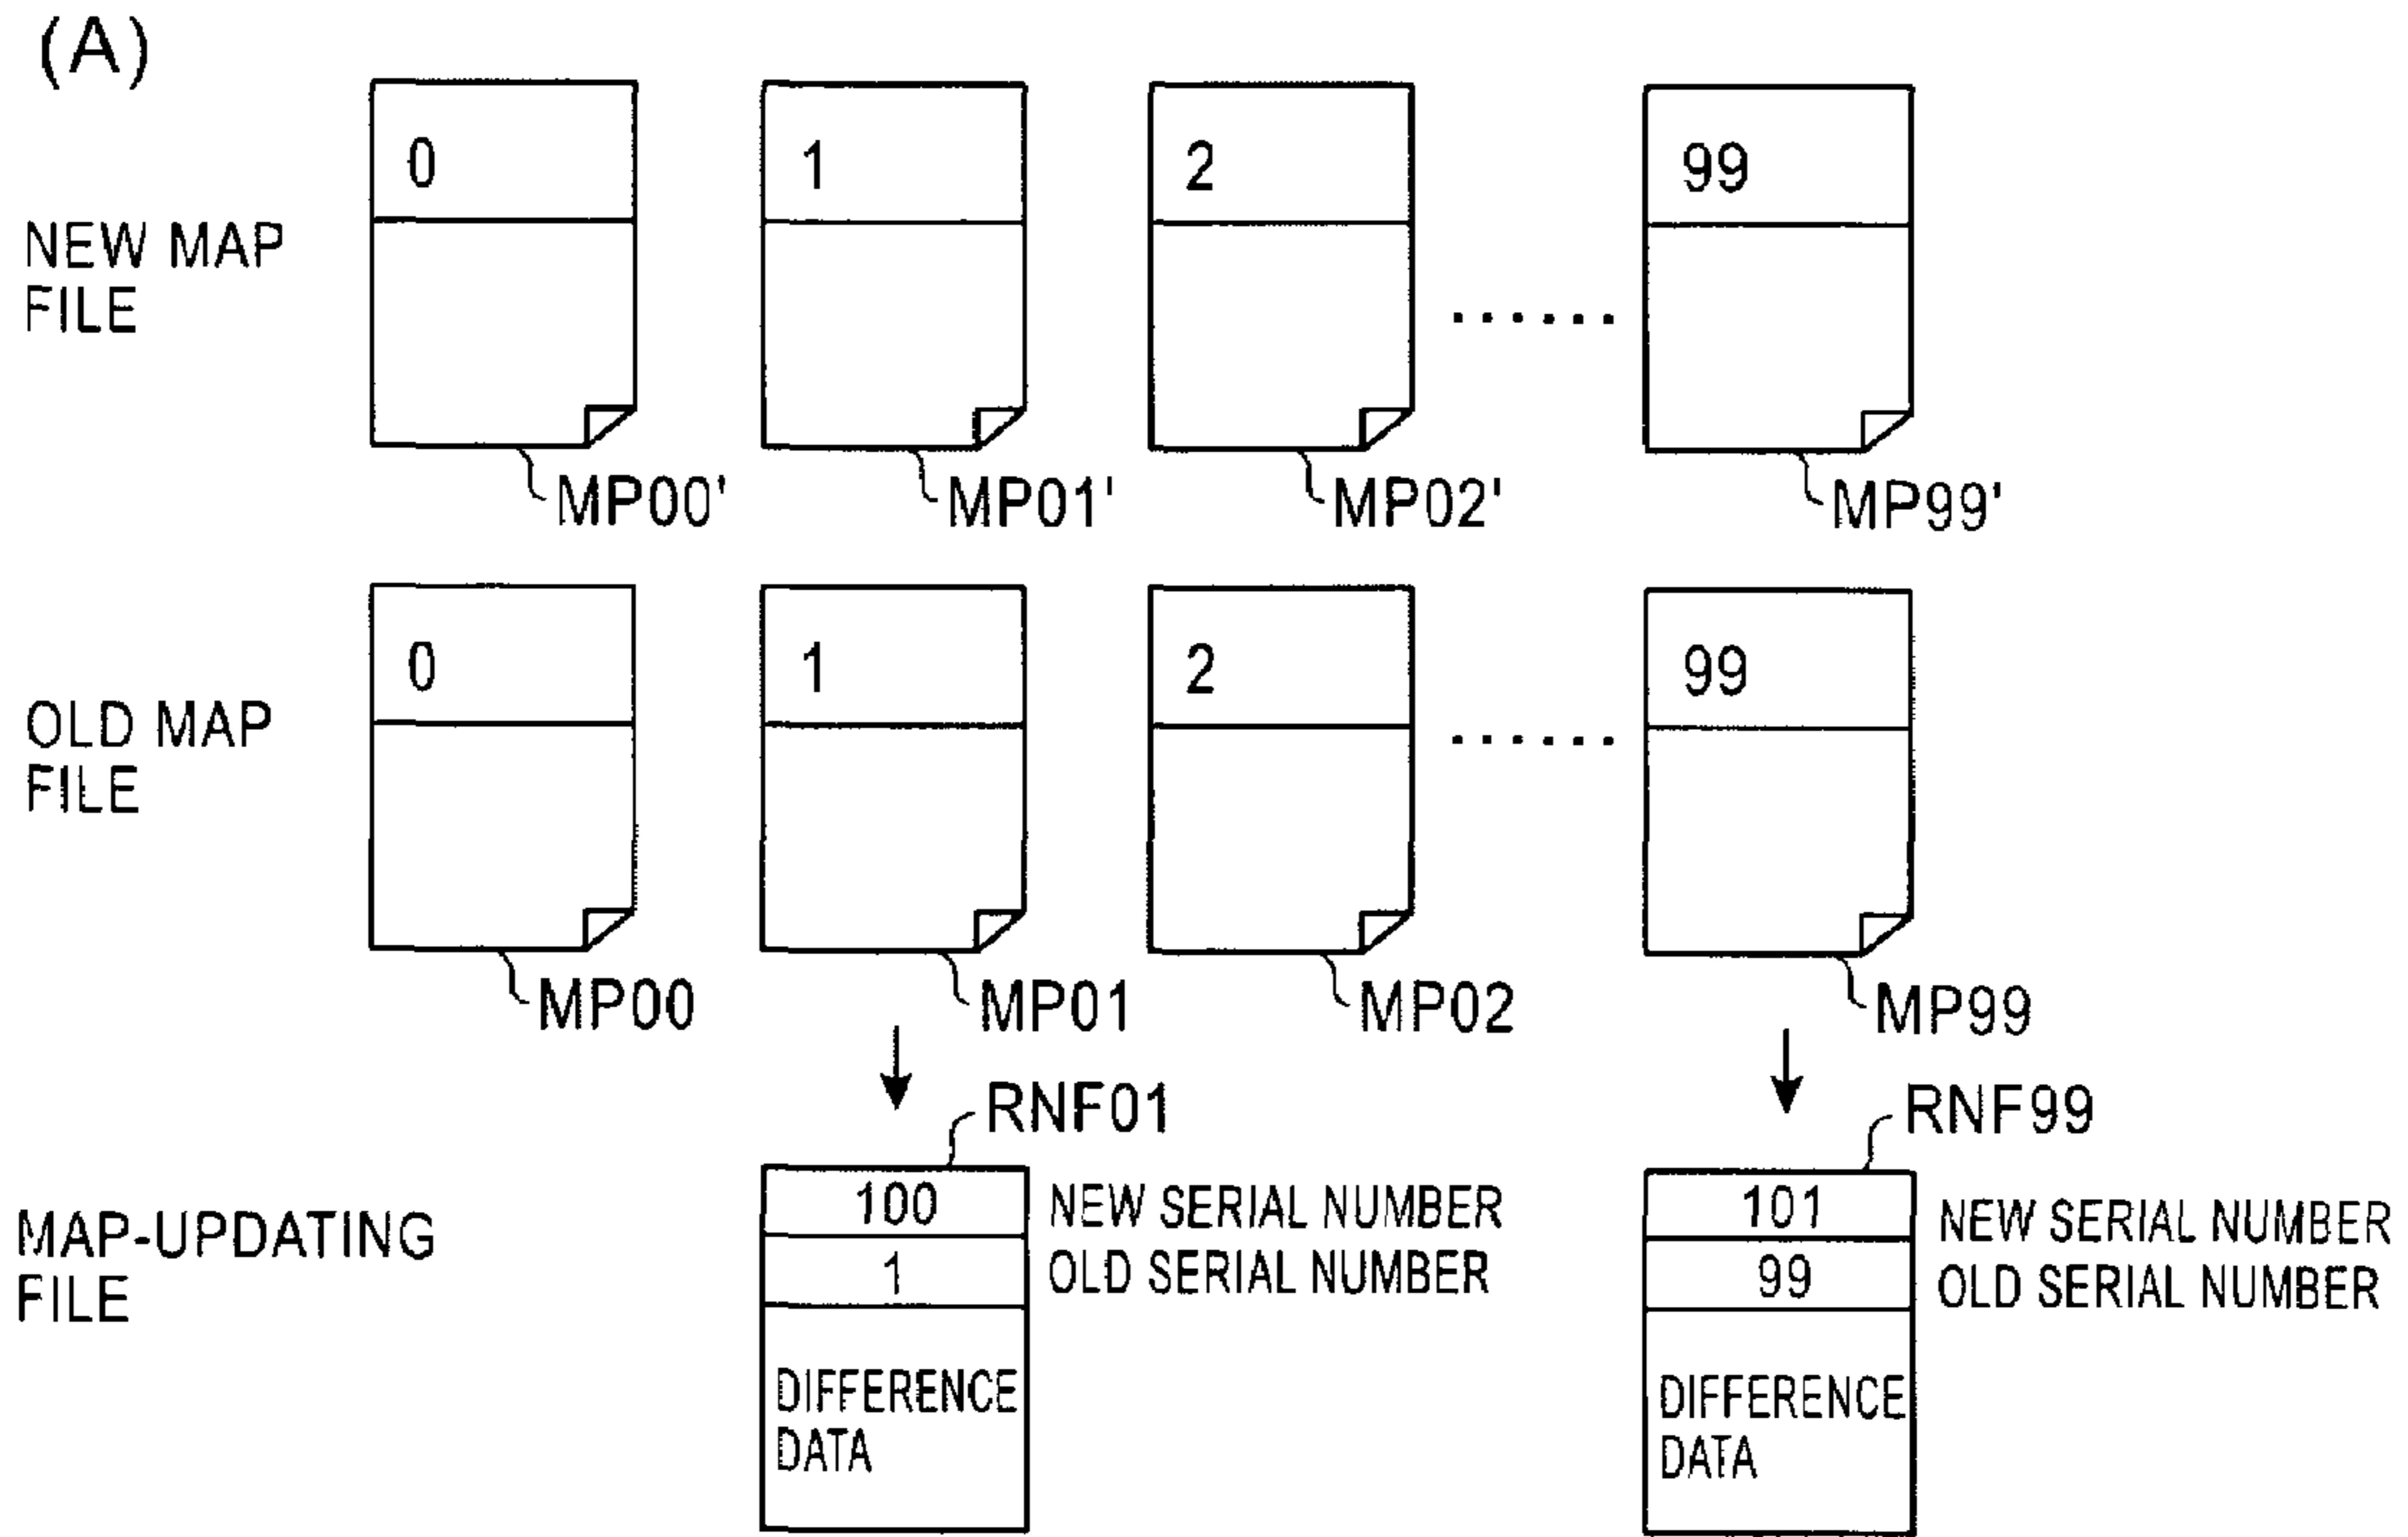 (A)
0 1 2 99
NEW MAP
FILE
......
MP00' MP01' MP02' MP99'
0 1 2 99
OLD MAP
FILE
......
MP00 MP01 MP02 MP99
RNF01 RNF99
MAP-UPDATING
FILE
100 NEW SERIAL NUMBER
1 OLD SERIAL NUMBER
DIFFERENCE
DATA
101 NEW SERIAL NUMBER
99 OLD SERIAL NUMBER
DIFFERENCE
DATA